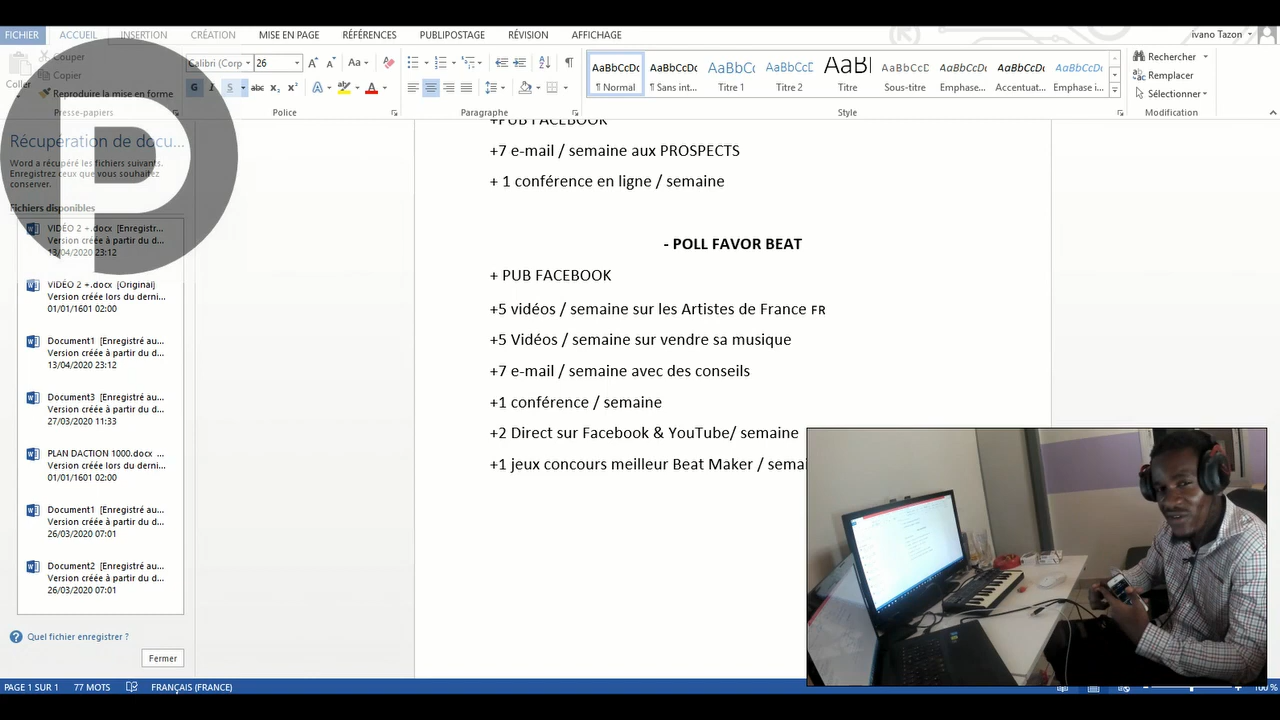 FICHIER ACCUEIL INSERTION CRÉATION MISE EN PAGE RÉFÉRENCES PUBLIPOSTAGE RÉVISION AFFICHAGE ivano Tazon
Coller
Couper
Copier
Reproduire la mise en forme
Presse-papiers
Calibri (Corp 26
Police
Paragraphe
AaBbCcDc AaBbCcDc AaBbCc AaBbCcD AaBl AaBbCcD AaBbCcDc AaBbCcDc AaBbCcDc
¶ Normal ¶ Sans int... Titre 1 Titre 2 Titre Sous-titre Emphase... Accentuat... Emphase i...
Style
Rechercher
Remplacer
Sélectionner
Modification
Récupération de docu...
Word a récupéré les fichiers suivants.
Enregistrez ceux que vous souhaitez
conserver.
Fichiers disponibles
VIDÉO 2 +.docx [Enregistr...
Version créée à partir du d...
13/04/2020 23:12
VIDÉO 2 +.docx [Original]
Version créée lors du derni...
01/01/1601 02:00
Document1 [Enregistré au...
Version créée à partir du d...
13/04/2020 23:12
Document3 [Enregistré au...
Version créée à partir du d...
27/03/2020 11:33
PLAN DACTION 1000.docx ...
Version créée lors du derni...
01/01/1601 02:00
Document1 [Enregistré au...
Version créée à partir du d...
26/03/2020 07:01
Document2 [Enregistré au...
Version créée à partir du d...
26/03/2020 07:01
Quel fichier enregistrer ?
Fermer
+PUB FACEBOOK
+7 e-mail / semaine aux PROSPECTS
+ 1 conférence en ligne / semaine
- POLL FAVOR BEAT
+ PUB FACEBOOK
+5 vidéos / semaine sur les Artistes de France FR
+5 Vidéos / semaine sur vendre sa musique
+7 e-mail / semaine avec des conseils
+1 conférence / semaine
+2 Direct sur Facebook & YouTube/ semaine
+1 jeux concours meilleur Beat Maker / semai
PAGE 1 SUR 1 77 MOTS FRANÇAIS (FRANCE) 100 %